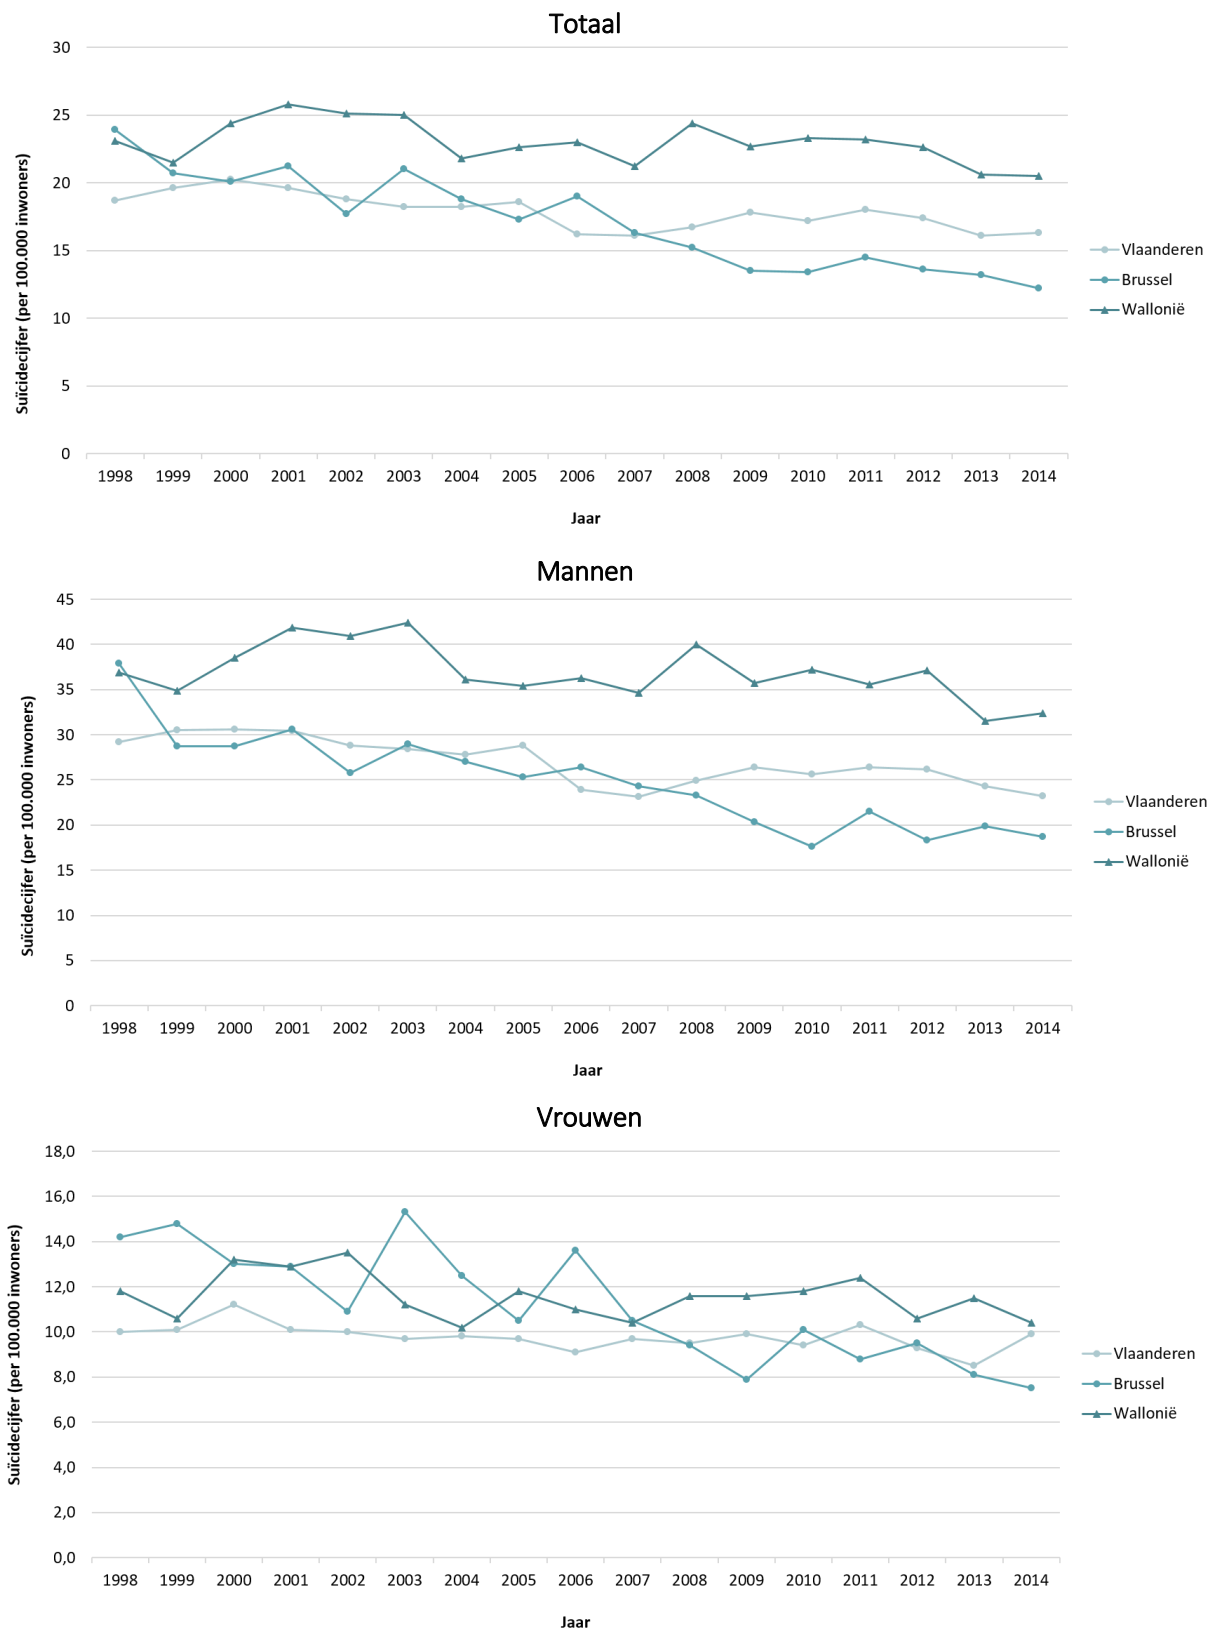 Totaal
30
25
20
15
10
5
0
Suïcidecijfer (per 100.000 inwoners)
1998 1999 2000 2001 2002 2003 2004 2005 2006 2007 2008 2009 2010 2011 2012 2013 2014
Jaar
Vlaanderen
Brussel
Wallonië
Mannen
45
40
35
30
25
20
15
10
5
0
Suïcidecijfer (per 100.000 inwoners)
1998 1999 2000 2001 2002 2003 2004 2005 2006 2007 2008 2009 2010 2011 2012 2013 2014
Jaar
Vlaanderen
Brussel
Wallonië
Vrouwen
18,0
16,0
14,0
12,0
10,0
8,0
6,0
4,0
2,0
0,0
Suïcidecijfer (per 100.000 inwoners)
1998 1999 2000 2001 2002 2003 2004 2005 2006 2007 2008 2009 2010 2011 2012 2013 2014
Jaar
Vlaanderen
Brussel
Wallonië